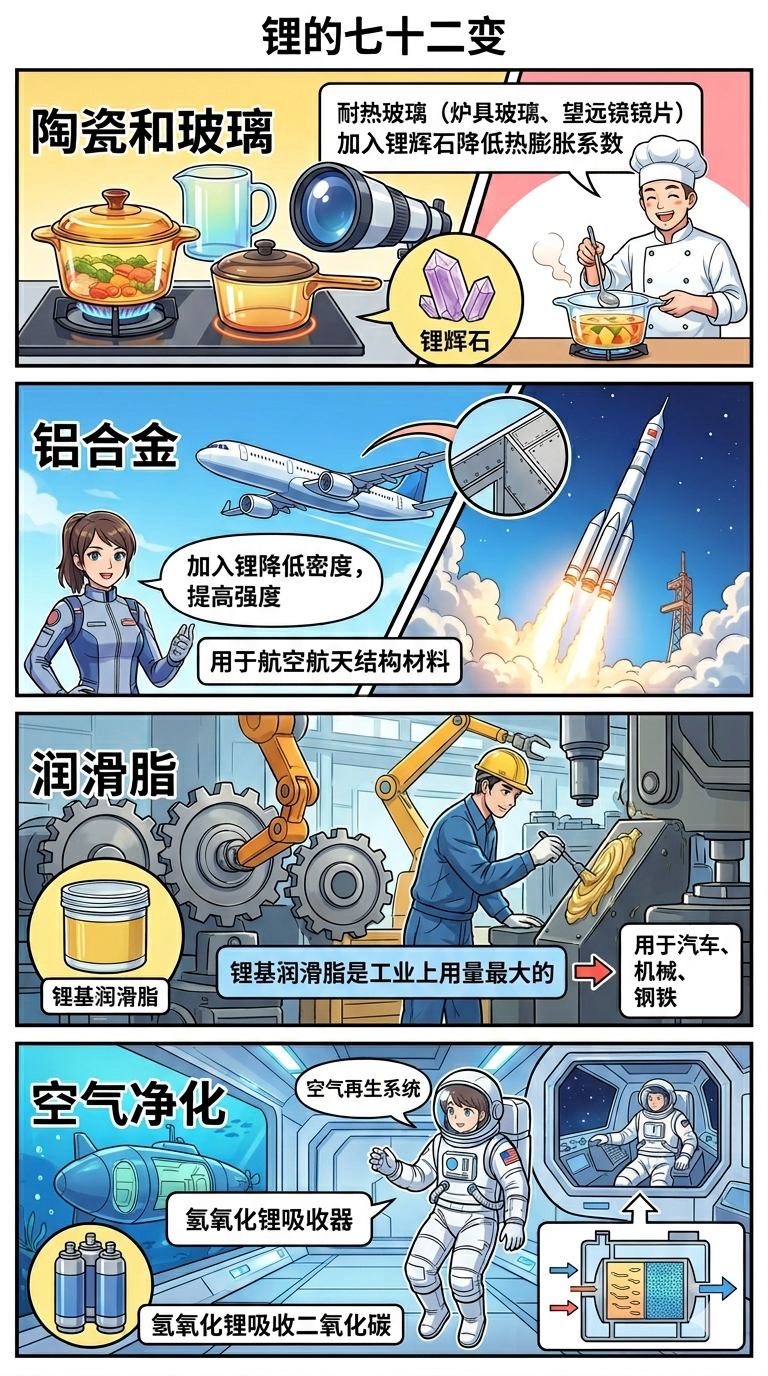 锂的七十二变
陶瓷和玻璃
耐热玻璃（炉具玻璃、望远镜镜片）
加入锂辉石降低热膨胀系数
锂辉石
铝合金
加入锂降低密度，
提高强度
用于航空航天结构材料
润滑脂
锂基润滑脂
锂基润滑脂是工业上用量最大的
用于汽车、
机械、
钢铁
空气净化
空气再生系统
氢氧化锂吸收器
氢氧化锂吸收二氧化碳